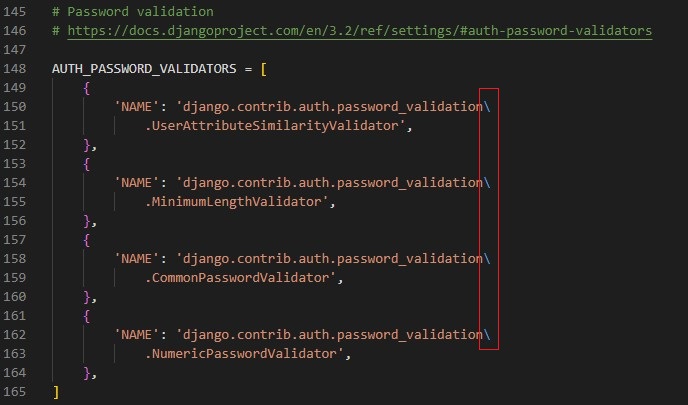 145 # Password validation
146 # https://docs.djangoproject.com/en/3.2/ref/settings/#auth-password-validators
147
148 AUTH_PASSWORD_VALIDATORS = [
149     {
150         'NAME': 'django.contrib.auth.password_validation\
151             .UserAttributeSimilarityValidator',
152     },
153     {
154         'NAME': 'django.contrib.auth.password_validation\
155             .MinimumLengthValidator',
156     },
157     {
158         'NAME': 'django.contrib.auth.password_validation\
159             .CommonPasswordValidator',
160     },
161     {
162         'NAME': 'django.contrib.auth.password_validation\
163             .NumericPasswordValidator',
164     },
165 ]